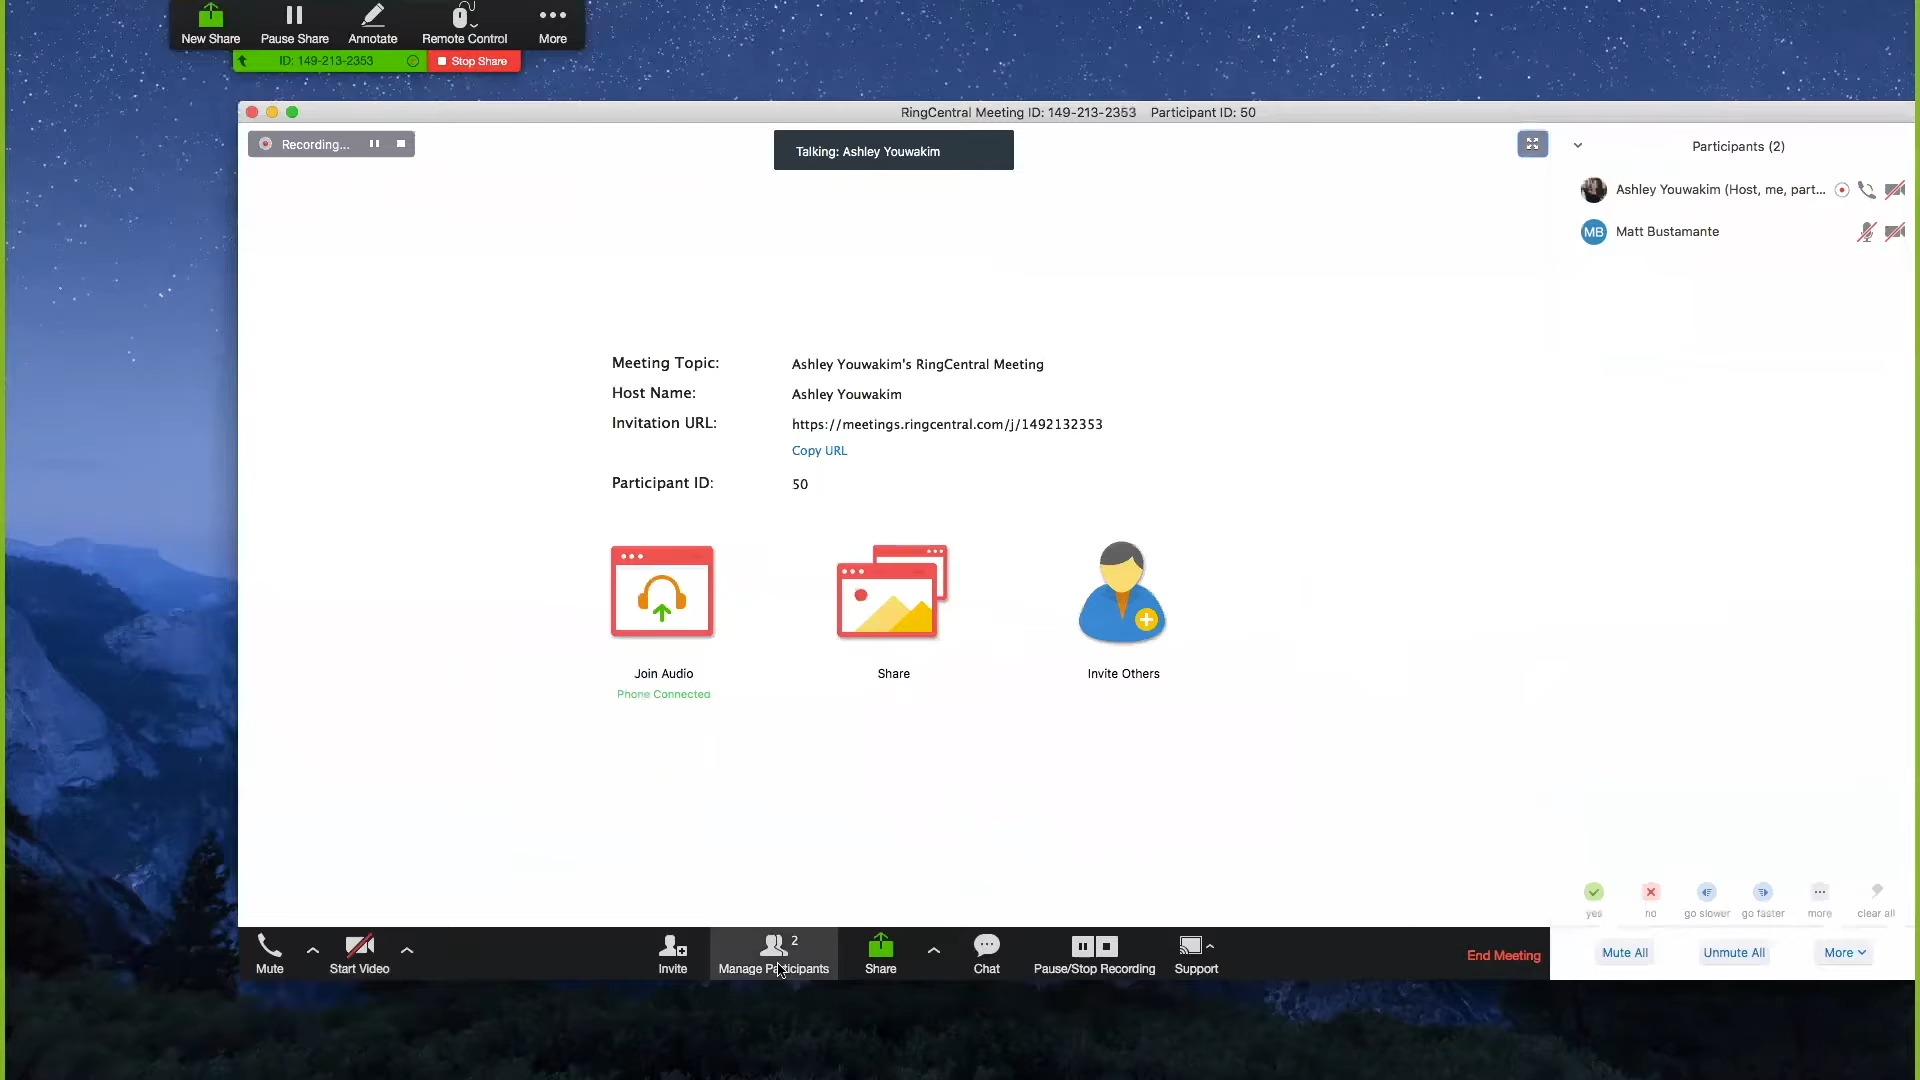 New Share
Pause Share
Annotate
Remote Control
More
ID: 149-213-2353
Stop Share
RingCentral Meeting ID: 149-213-2353 Participant ID: 50
Recording...
Talking: Ashley Youwakim
Participants (2)
Ashley Youwakim (Host, me, part...
MB Matt Bustamante
Meeting Topic: Ashley Youwakim's RingCentral Meeting
Host Name: Ashley Youwakim
Invitation URL: https://meetings.ringcentral.com/j/1492132353
Copy URL
Participant ID: 50
Join Audio
Phone Connected
Share
Invite Others
yes
no
go slower
go faster
more
clear all
Mute
Start Video
Invite
2
Manage Participants
Share
Chat
Pause/Stop Recording
Support
End Meeting
Mute All
Unmute All
More